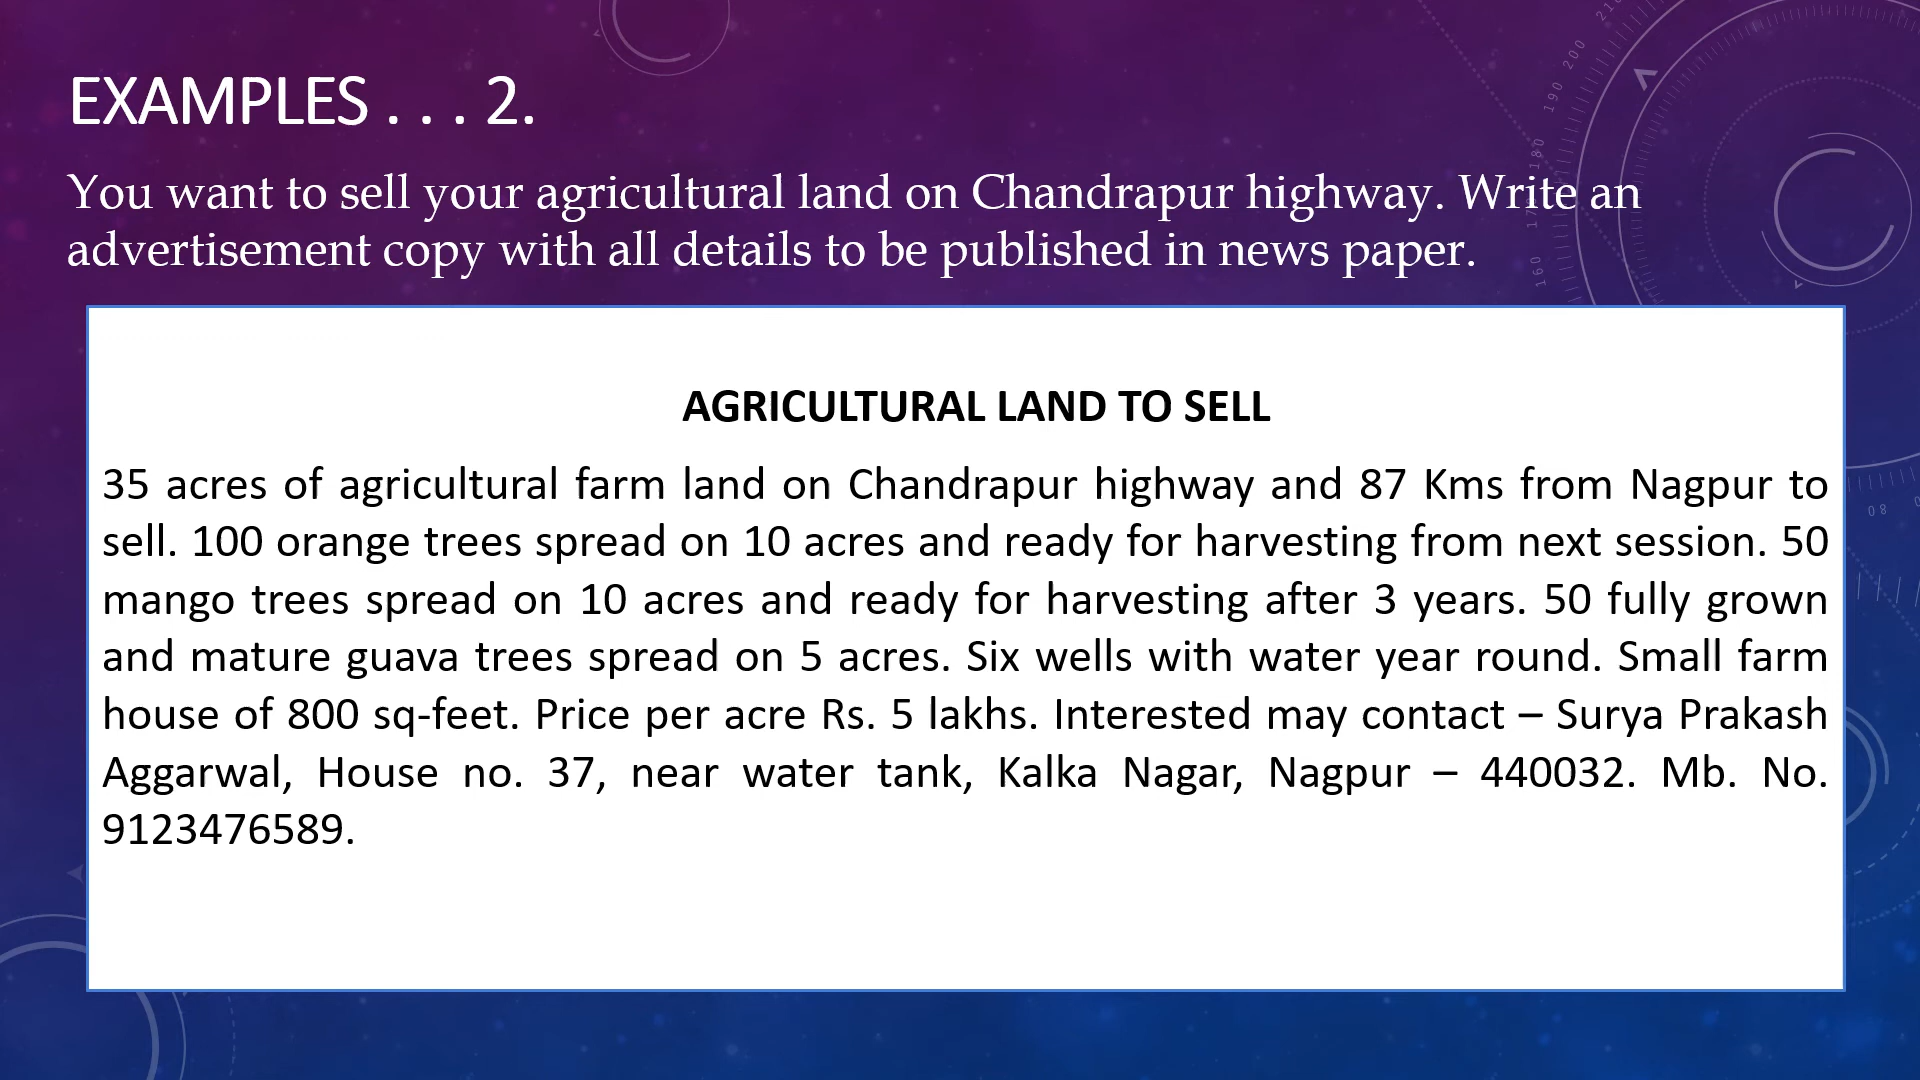 EXAMPLES . . . 2.
You want to sell your agricultural land on Chandrapur highway. Write an
advertisement copy with all details to be published in news paper.
AGRICULTURAL LAND TO SELL
35 acres of agricultural farm land on Chandrapur highway and 87 Kms from Nagpur to
sell. 100 orange trees spread on 10 acres and ready for harvesting from next session. 50
mango trees spread on 10 acres and ready for harvesting after 3 years. 50 fully grown
and mature guava trees spread on 5 acres. Six wells with water year round. Small farm
house of 800 sq-feet. Price per acre Rs. 5 lakhs. Interested may contact – Surya Prakash
Aggarwal, House no. 37, near water tank, Kalka Nagar, Nagpur – 440032. Mb. No.
9123476589.
210
200
190
180
160
80